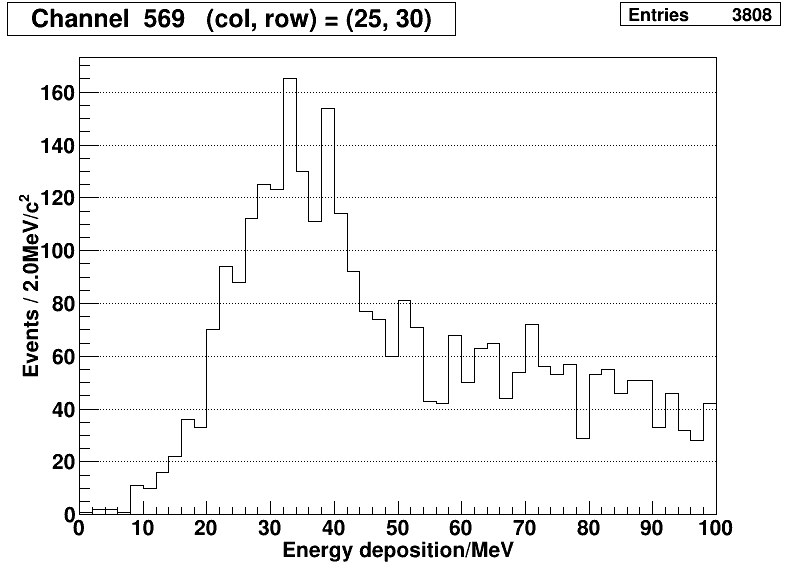 Channel 569 (col, row) = (25, 30)
Entries 3808
Events / 2.0MeV/c²
160
140
120
100
80
60
40
20
0
0 10 20 30 40 50 60 70 80 90 100
Energy deposition/MeV